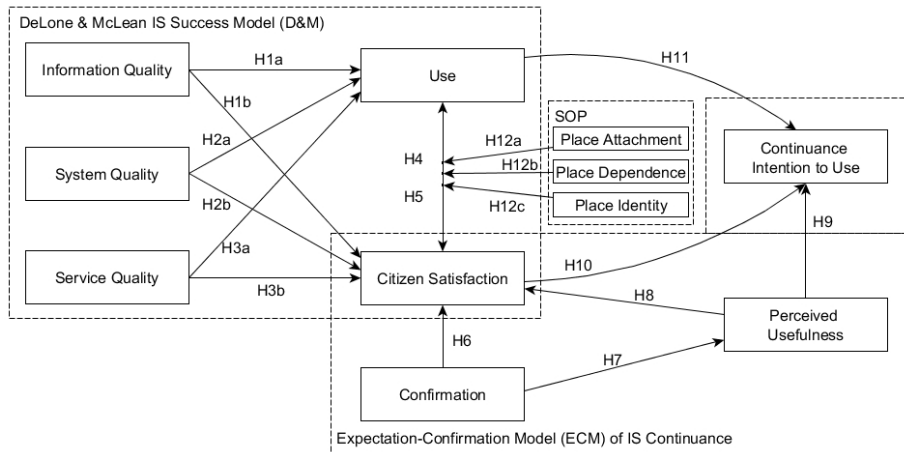 DeLone & McLean IS Success Model (D&M)
Information Quality
H1a
Use
H11
H1b
SOP
H2a
H12a
Place Attachment
Continuance
Intention to Use
H4
H12b
Place Dependence
System Quality
H5
H2b
H12c
Place Identity
H9
H3a
Service Quality
H3b
Citizen Satisfaction
H10
H8
Perceived
Usefulness
H6
H7
Confirmation
Expectation-Confirmation Model (ECM) of IS Continuance